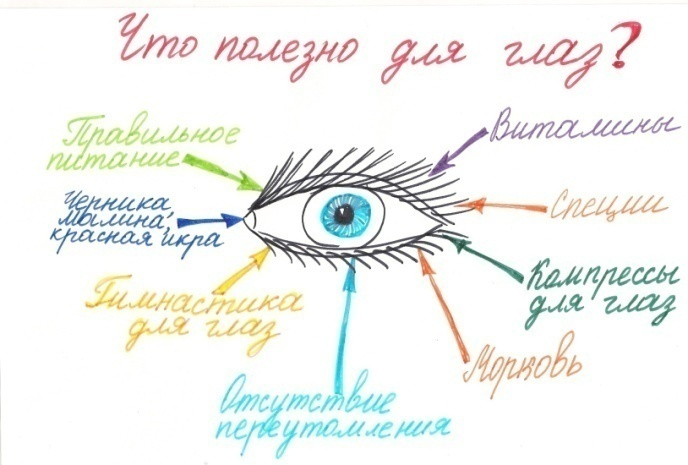 Что полезно для глаз?
Правильное
питание
Черника
малина,
красная икра
Гимнастика
для глаз
Отсутствие
переутомления
Морковь
Компрессы
для глаз
Специи
Витамины